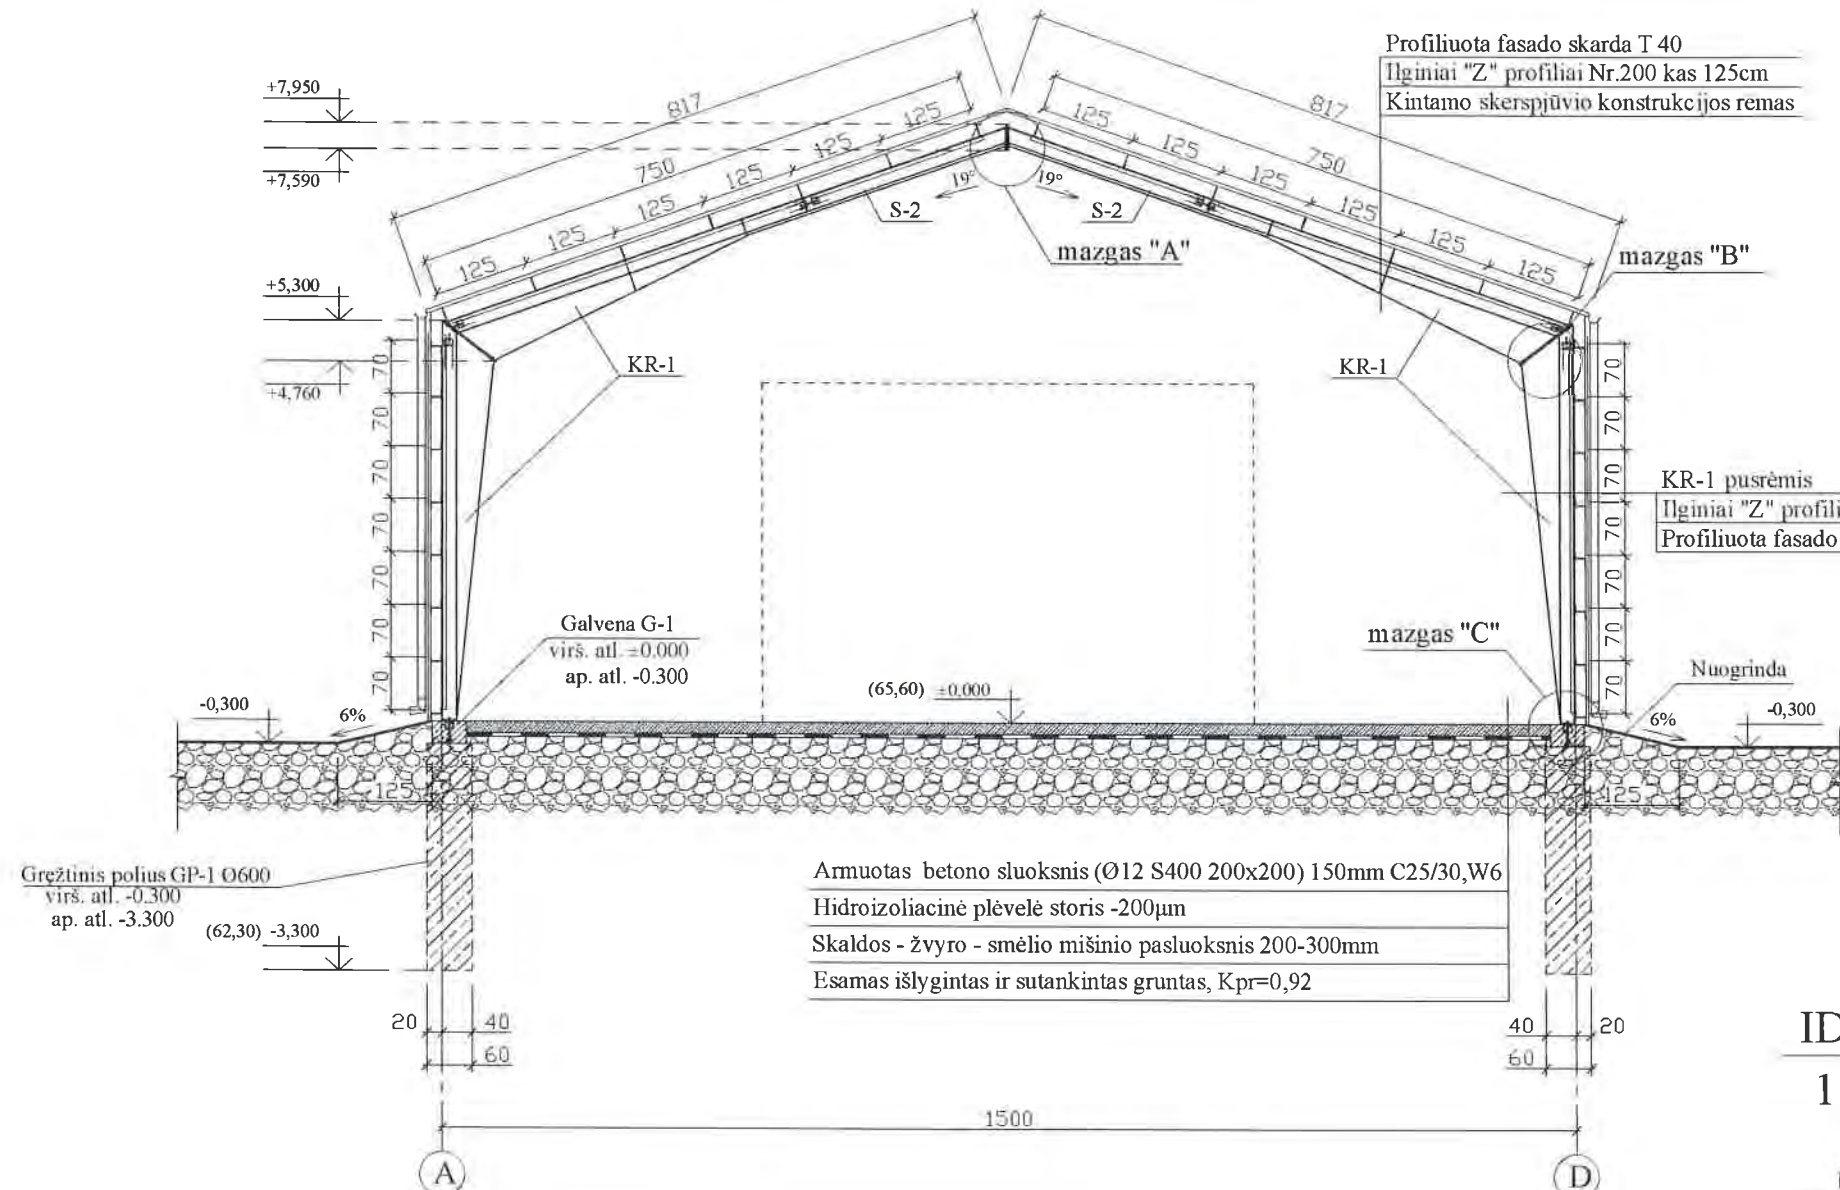 Profiliuota fasado skarda T 40
Ilginiai "Z" profiliai Nr.200 kas 125cm
Kintamo skerspjūvio konstrukcijos rėmas
+7,950
+7,590
+5,300
+4,760
817
750
125
125
125
125
125
125
817
750
125
125
125
125
125
125
19°
19°
S-2
S-2
mazgas "A"
mazgas "B"
KR-1
KR-1
70
70
70
70
70
70
70
70
70
70
70
70
70
70
KR-1 pusrėmis
Ilginiai "Z" profili
Profiliuota fasado
Galvena G-1
virš. atl. ±0.000
ap. atl. -0.300
mazgas "C"
Nuogrinda
(65,60) ±0,000
-0,300
6%
6%
-0,300
125
125
Gręžtinis polius GP-1 Ø600
virš. atl. -0.300
ap. atl. -3.300
(62,30) -3,300
Armuotas betono sluoksnis (Ø12 S400 200x200) 150mm C25/30,W6
Hidroizoliacinė plėvelė storis -200µm
Skaldos - žvyro - smėlio mišinio pasluoksnis 200-300mm
Esamas išlygintas ir sutankintas gruntas, Kpr=0,92
20
40
60
40
20
60
1500
A
D
ID
1